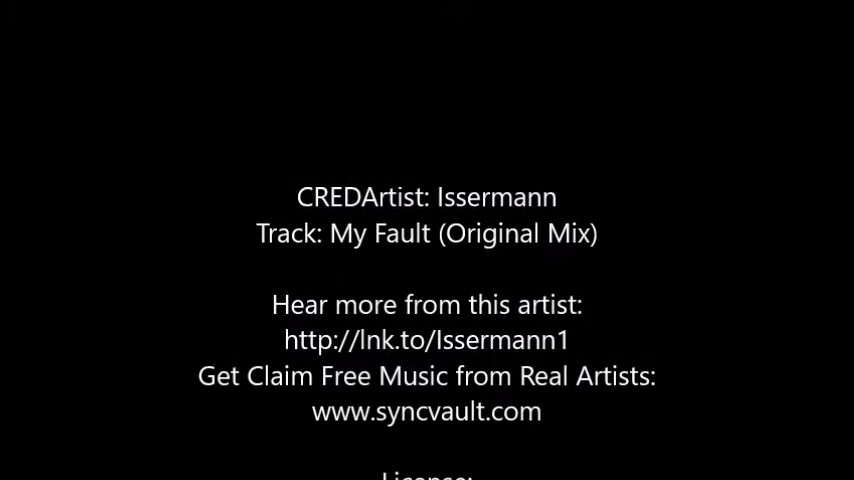 CREDArtist: Issermann
Track: My Fault (Original Mix)
Hear more from this artist:
http://lnk.to/Issermann1
Get Claim Free Music from Real Artists:
www.syncvault.com
License: